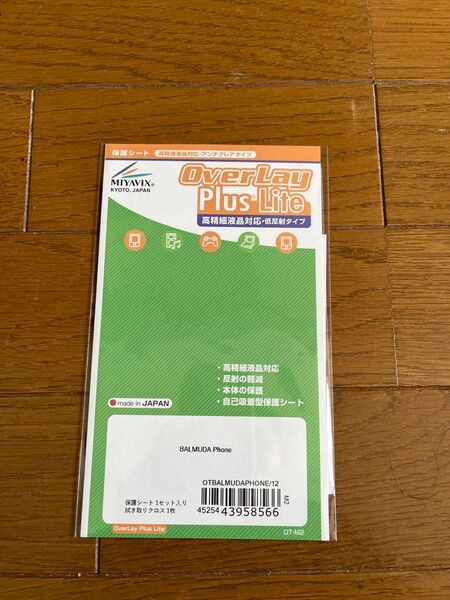 保護シート 高精細液晶対応・アンチグレアタイプ
MIYAVIX®
KYOTO, JAPAN
OverLay
Plus Lite
高精細液晶対応・低反射タイプ
・高精細液晶対応
・反射の軽減
・本体の保護
・自己吸着型保護シート
made in JAPAN
BALMUDA Phone
OTBALMUDAPHONE/12
保護シート 1セット入り
拭き取りクロス 1枚
M2
45254 43958566
OverLay Plus Lite
OT-M2